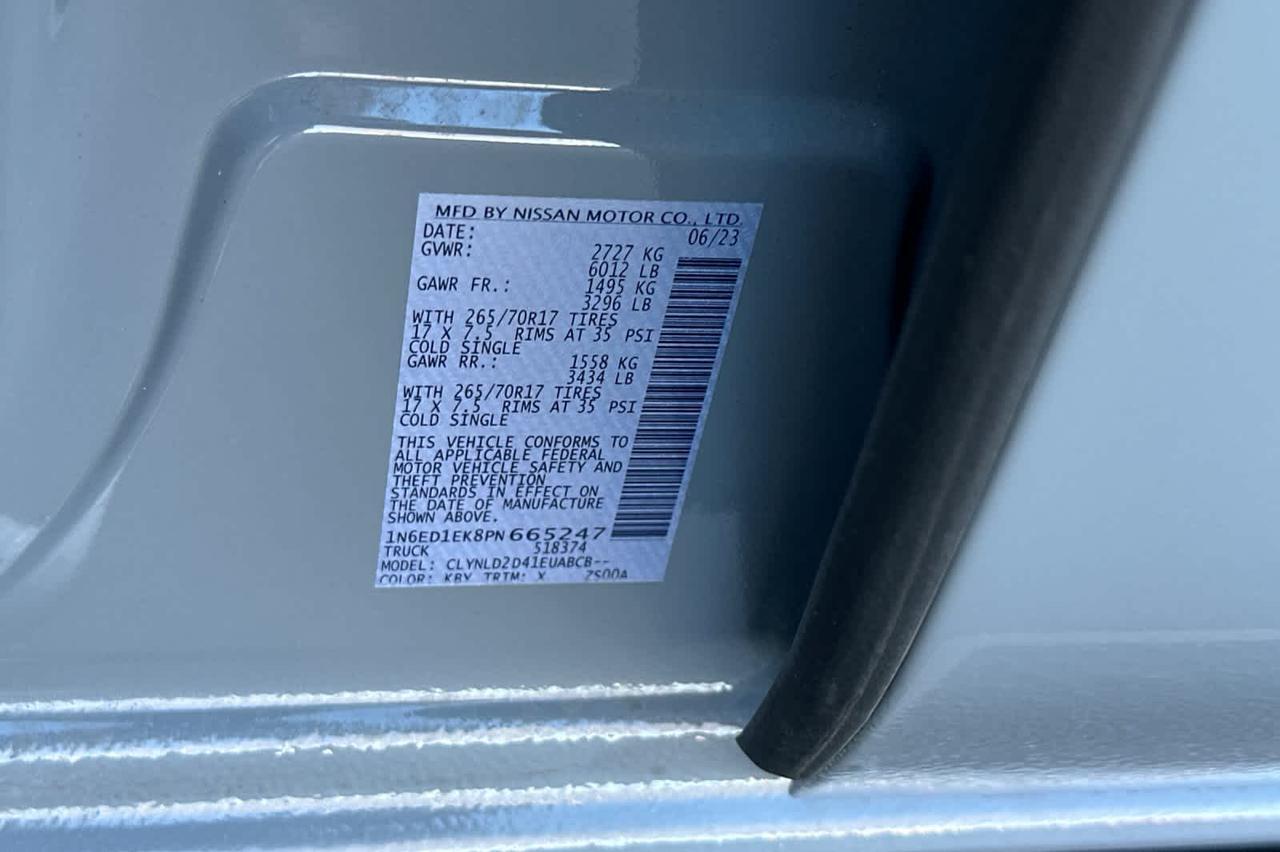 MFD BY NISSAN MOTOR CO., LTD.
DATE: 06/23
GVWR: 2727 KG
6012 LB
GAWR FR.: 1495 KG
3296 LB
WITH 265/70R17 TIRES
17 X 7.5 RIMS AT 35 PSI
COLD SINGLE
GAWR RR.: 1558 KG
3434 LB
WITH 265/70R17 TIRES
17 X 7.5 RIMS AT 35 PSI
COLD SINGLE
THIS VEHICLE CONFORMS TO
ALL APPLICABLE FEDERAL
MOTOR VEHICLE SAFETY AND
THEFT PREVENTION
STANDARDS IN EFFECT ON
THE DATE OF MANUFACTURE
SHOWN ABOVE.
1N6ED1EK8PN665247
TRUCK 518374
MODEL: CLYNLD2D41EUABCB--
COLOR: KBY TRIM: X ZS00A